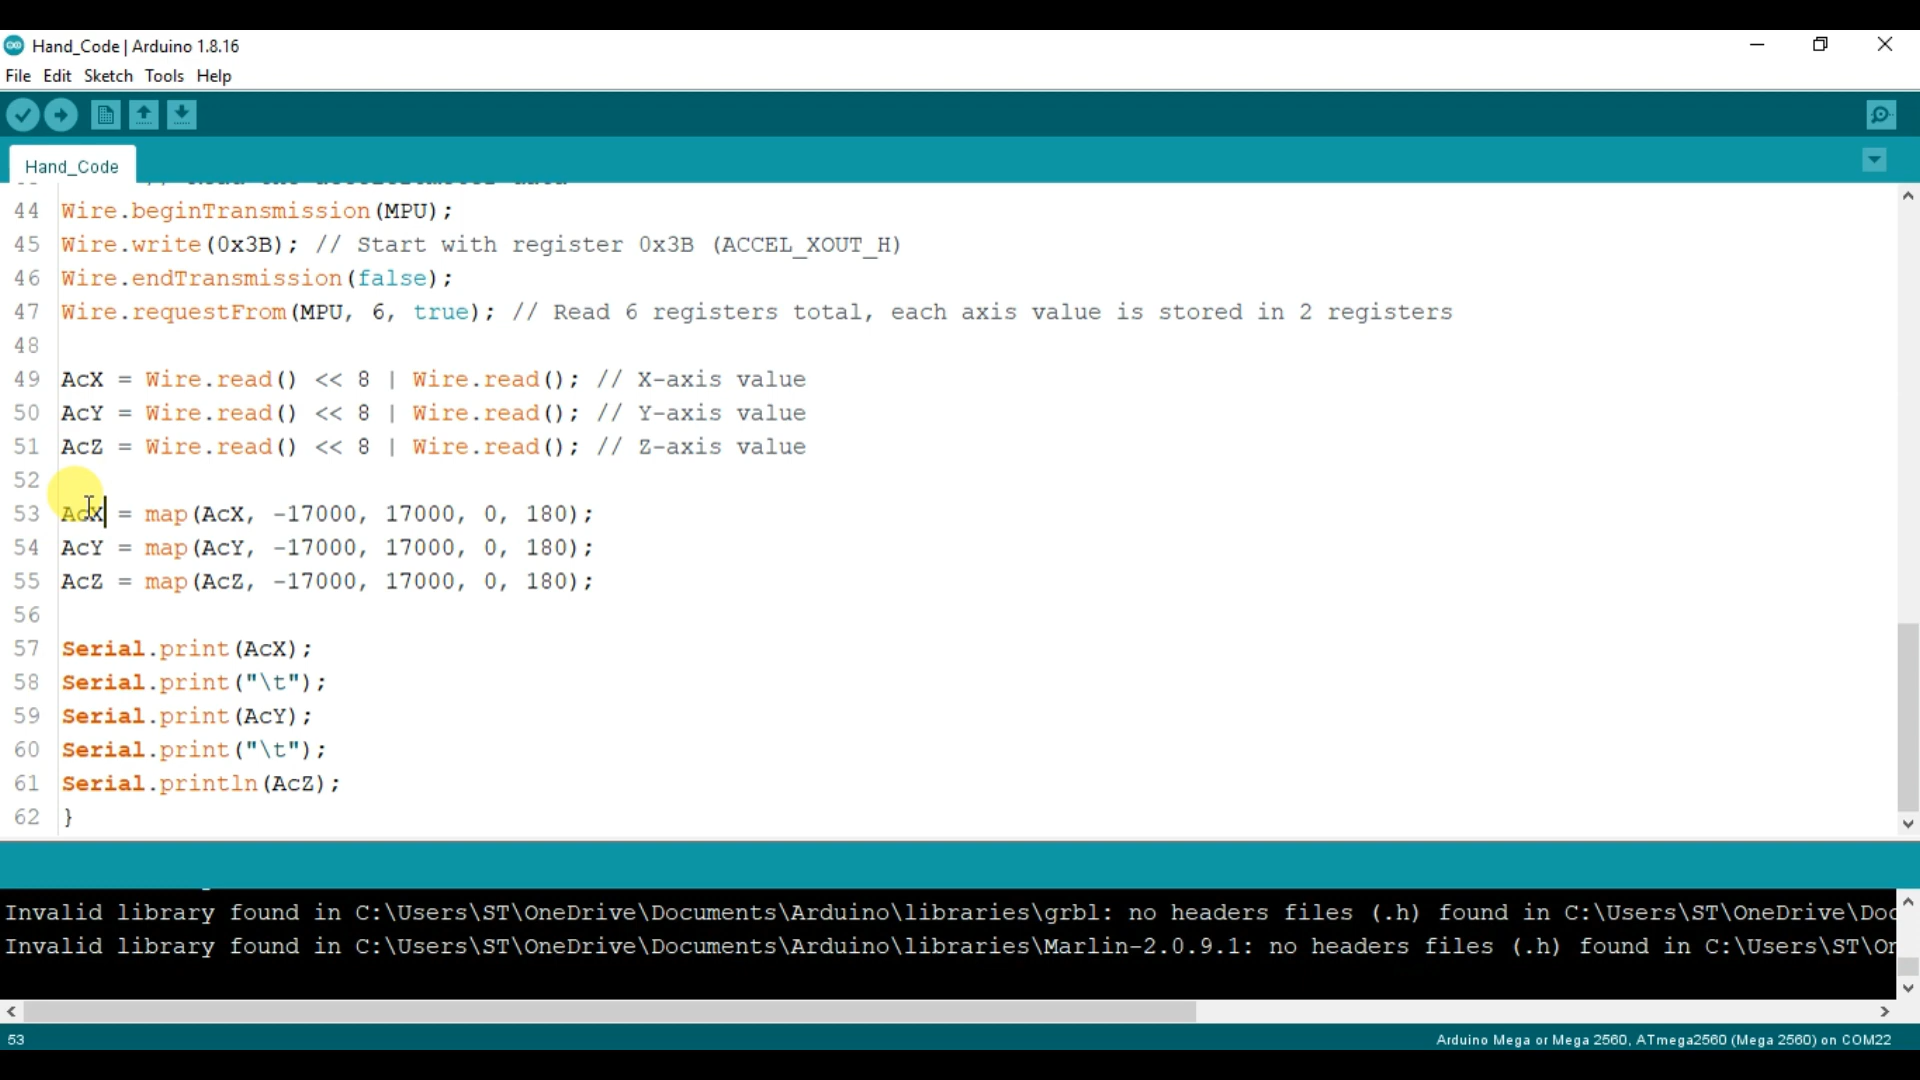 Hand_Code | Arduino 1.8.16
File Edit Sketch Tools Help
Hand_Code
44 Wire.beginTransmission(MPU);
45 Wire.write(0x3B); // Start with register 0x3B (ACCEL_XOUT_H)
46 Wire.endTransmission(false);
47 Wire.requestFrom(MPU, 6, true); // Read 6 registers total, each axis value is stored in 2 registers
48
49 AcX = Wire.read() << 8 | Wire.read(); // X-axis value
50 AcY = Wire.read() << 8 | Wire.read(); // Y-axis value
51 AcZ = Wire.read() << 8 | Wire.read(); // Z-axis value
52
53 AcX = map(AcX, -17000, 17000, 0, 180);
54 AcY = map(AcY, -17000, 17000, 0, 180);
55 AcZ = map(AcZ, -17000, 17000, 0, 180);
56
57 Serial.print(AcX);
58 Serial.print("\t");
59 Serial.print(AcY);
60 Serial.print("\t");
61 Serial.println(AcZ);
62 }
Invalid library found in C:\Users\ST\OneDrive\Documents\Arduino\libraries\grbl: no headers files (.h) found in C:\Users\ST\OneDrive\Doc
Invalid library found in C:\Users\ST\OneDrive\Documents\Arduino\libraries\Marlin-2.0.9.1: no headers files (.h) found in C:\Users\ST\On
53 Arduino Mega or Mega 2560, ATmega2560 (Mega 2560) on COM22